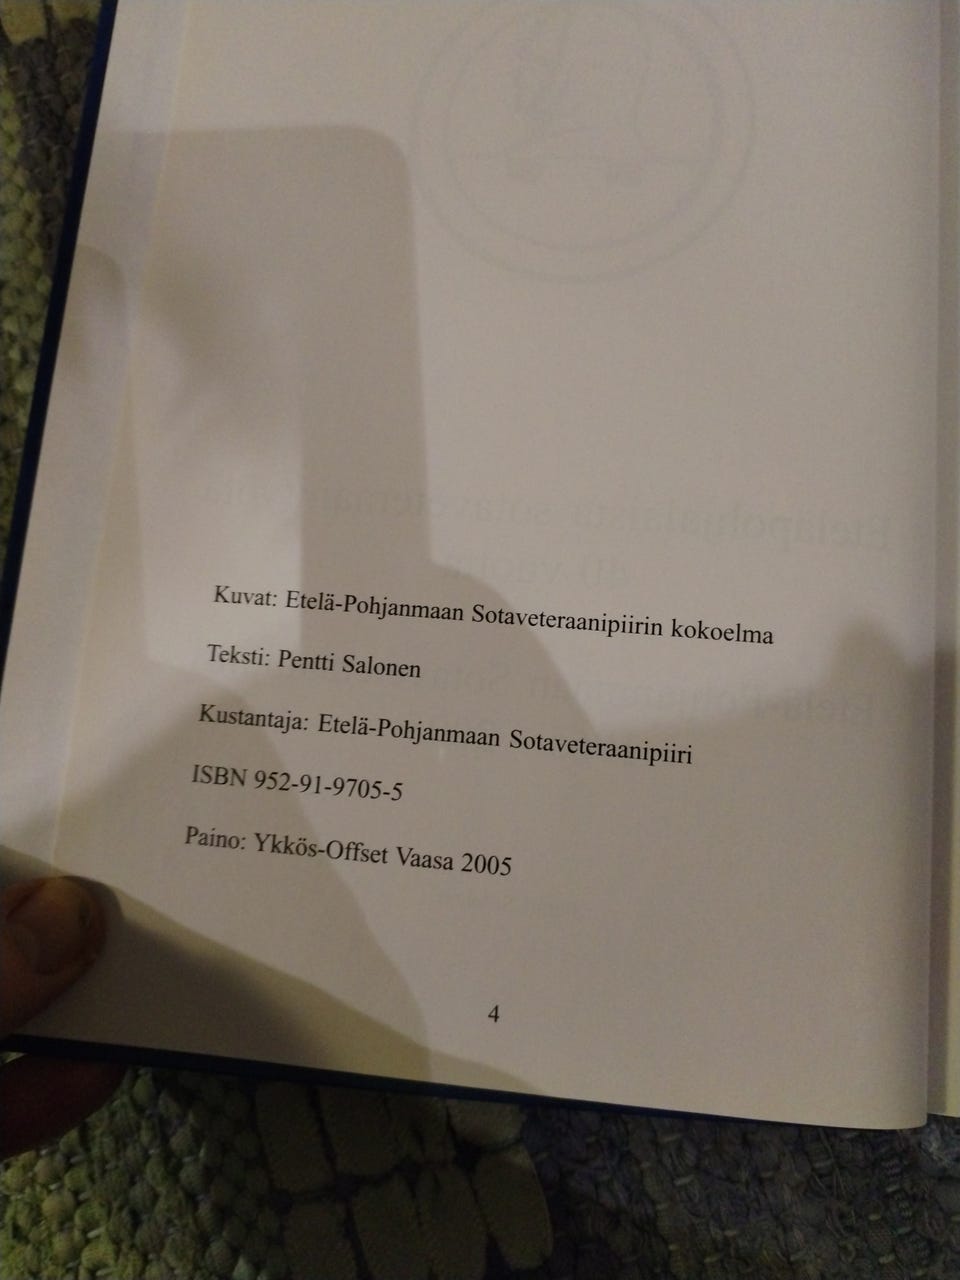 Kuvat: Etelä-Pohjanmaan Sotaveteraanipiirin kokoelma
Teksti: Pentti Salonen
Kustantaja: Etelä-Pohjanmaan Sotaveteraanipiiri
ISBN 952-91-9705-5
Paino: Ykkös-Offset Vaasa 2005
4